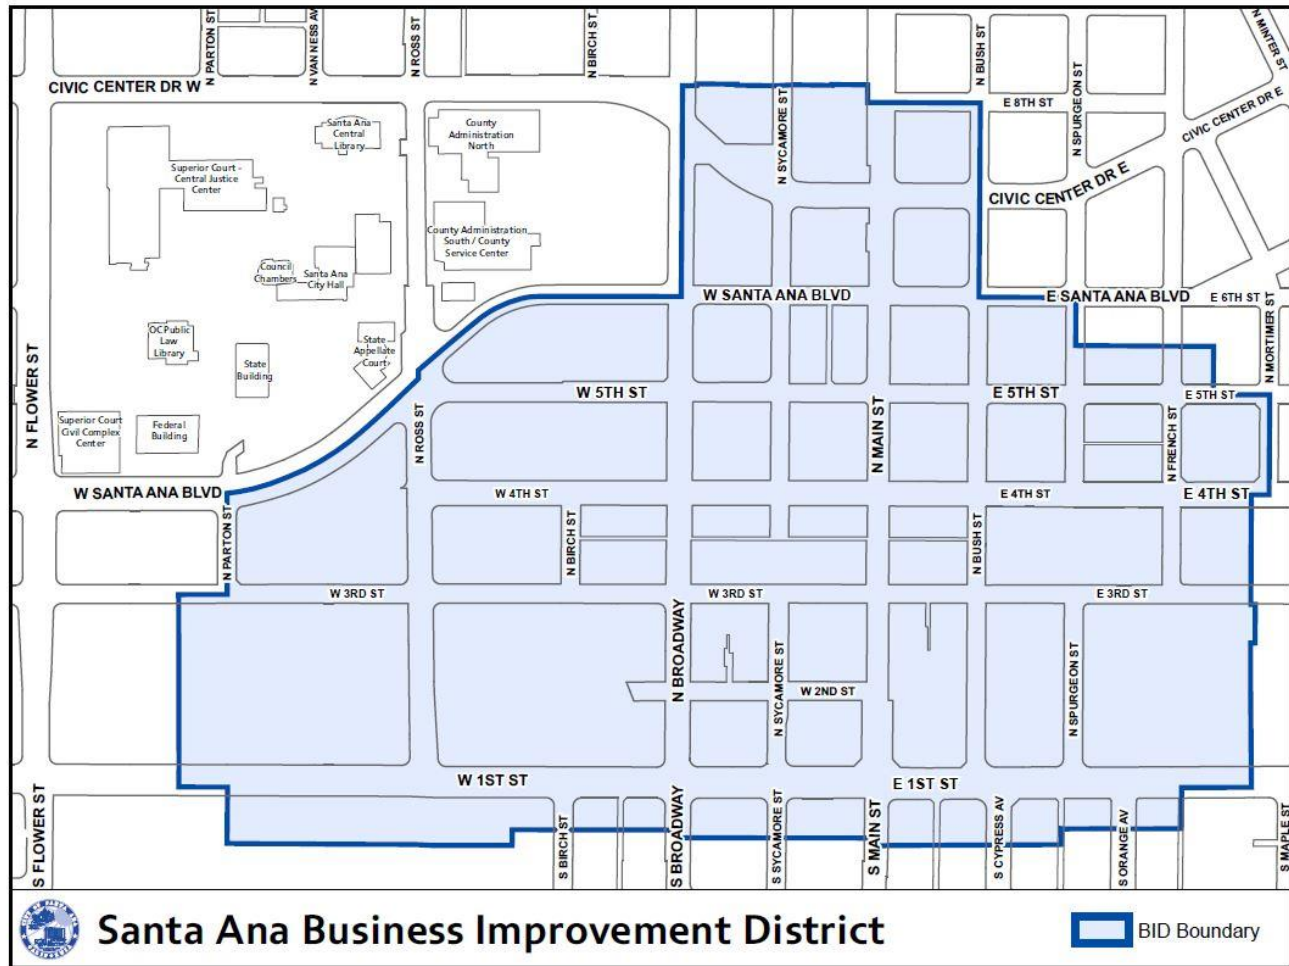 N PARTON ST
N VAN NESS AV
N ROSS ST
N BIRCH ST
N BUSH ST
N MINTER ST
CIVIC CENTER DR W
N SYCAMORE ST
E 8TH ST
N SPURGEON ST
CIVIC CENTER DR E
Santa Ana
Central
Library
County
Administration
North
Superior Court -
Central Justice
Center
CIVIC CENTER DR E
County Administration
South / County
Service Center
Council
Chambers
Santa Ana
City Hall
W SANTA ANA BLVD
E SANTA ANA BLVD
E 6TH ST
N MORTIMER ST
OC Public
Law
Library
State
Building
State
Appellate
Court
N FLOWER ST
W 5TH ST
E 5TH ST
E 5TH ST
Superior Court
Civil Complex
Center
Federal
Building
N ROSS ST
N MAIN ST
N FRENCH ST
W SANTA ANA BLVD
W 4TH ST
E 4TH ST
E 4TH ST
N PARTON ST
N BIRCH ST
N BUSH ST
W 3RD ST
W 3RD ST
E 3RD ST
N BROADWAY
N SYCAMORE ST
W 2ND ST
N SPURGEON ST
W 1ST ST
E 1ST ST
S FLOWER ST
S BIRCH ST
S BROADWAY
S SYCAMORE ST
S MAIN ST
S CYPRESS AV
S ORANGE AV
S MAPLE ST
Santa Ana Business Improvement District
BID Boundary